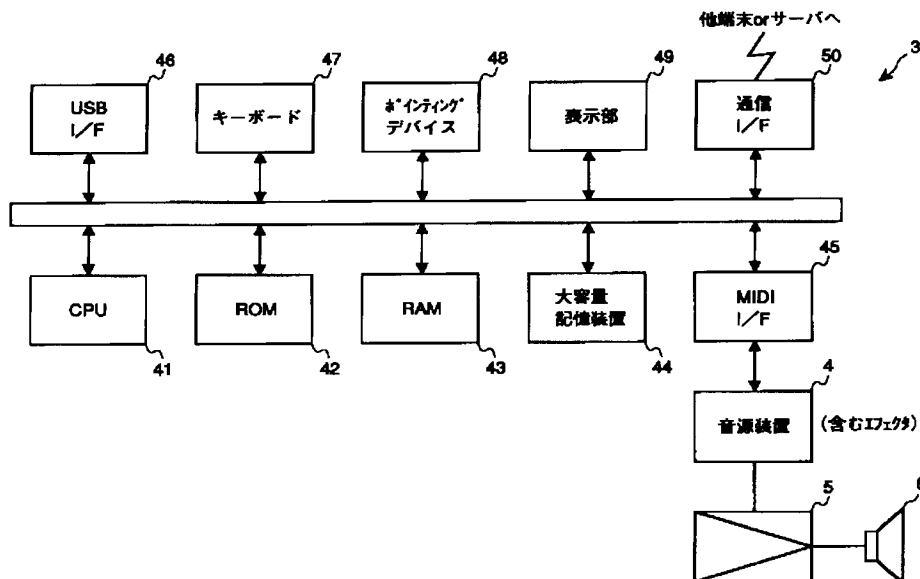 他端末orサーバへ
3
46
47
48
49
50
USB
I/F
キーボード
ﾎﾟインティング
デバイス
表示部
通信
I/F
45
CPU
ROM
RAM
大容量
記憶装置
MIDI
I/F
41
42
43
44
4
音源装置
(含むｴﾌｪｸﾀ)
5
6